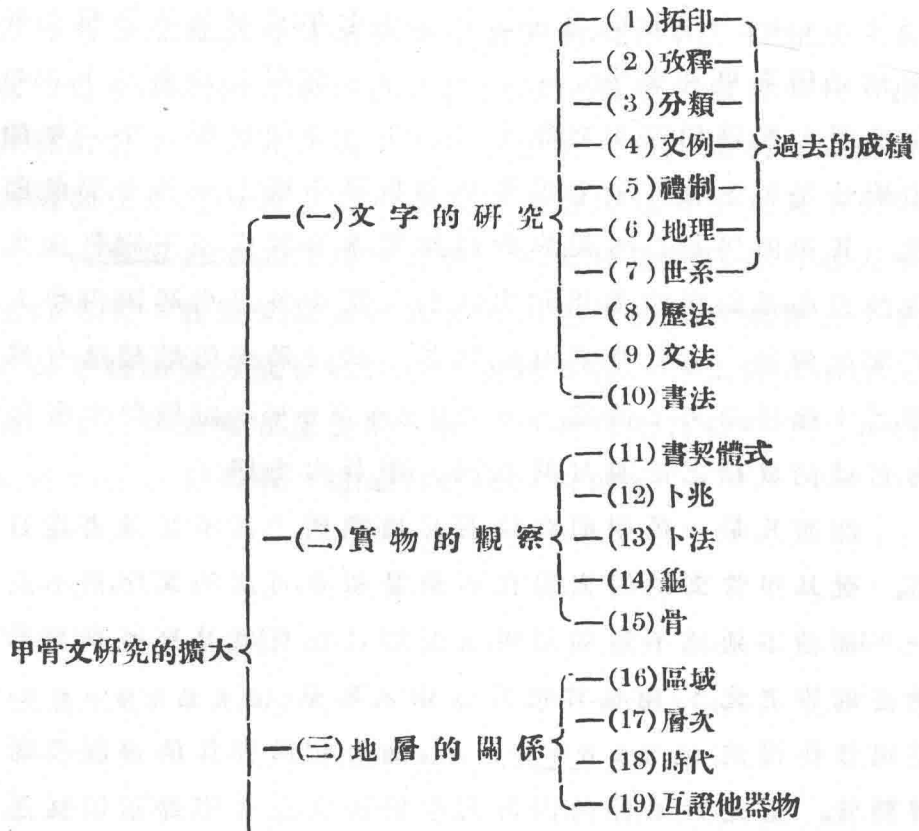 (1)拓印
(2)攷釋
(3)分類
(4)文例
過去的成績
(5)禮制
(一)文字的研究
(6)地理
(7)世系
(8)歷法
(9)文法
(10)書法
(11)書契體式
(12)卜兆
(二)實物的觀察
(13)卜法
(14)龜
(15)骨
甲骨文研究的擴大
(16)區域
(17)層次
(三)地層的關係
(18)時代
(19)互證他器物